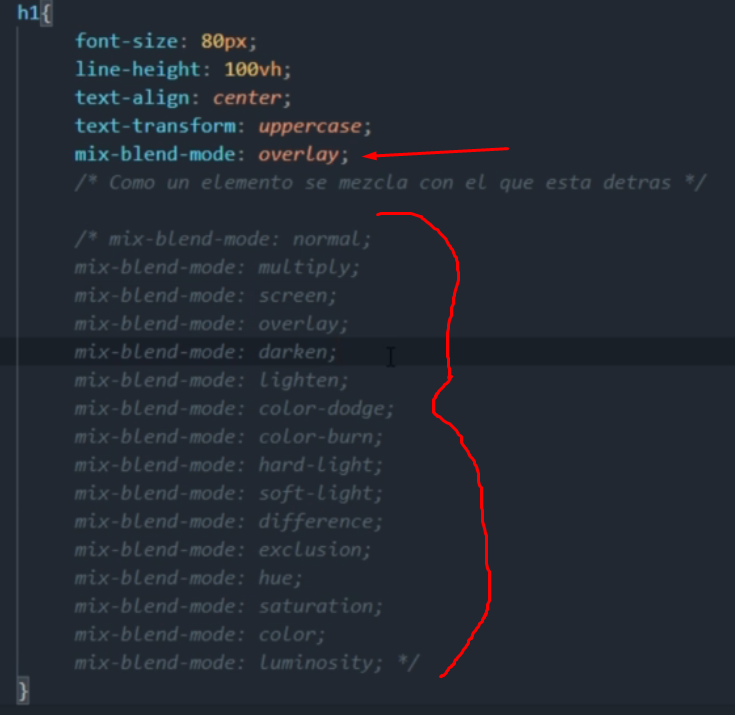 h1{
font-size: 80px;
line-height: 100vh;
text-align: center;
text-transform: uppercase;
mix-blend-mode: overlay;
/* Como un elemento se mezcla con el que esta detras */
/* mix-blend-mode: normal;
mix-blend-mode: multiply;
mix-blend-mode: screen;
mix-blend-mode: overlay;
mix-blend-mode: darken;
mix-blend-mode: lighten;
mix-blend-mode: color-dodge;
mix-blend-mode: color-burn;
mix-blend-mode: hard-light;
mix-blend-mode: soft-light;
mix-blend-mode: difference;
mix-blend-mode: exclusion;
mix-blend-mode: hue;
mix-blend-mode: saturation;
mix-blend-mode: color;
mix-blend-mode: luminosity; */
}